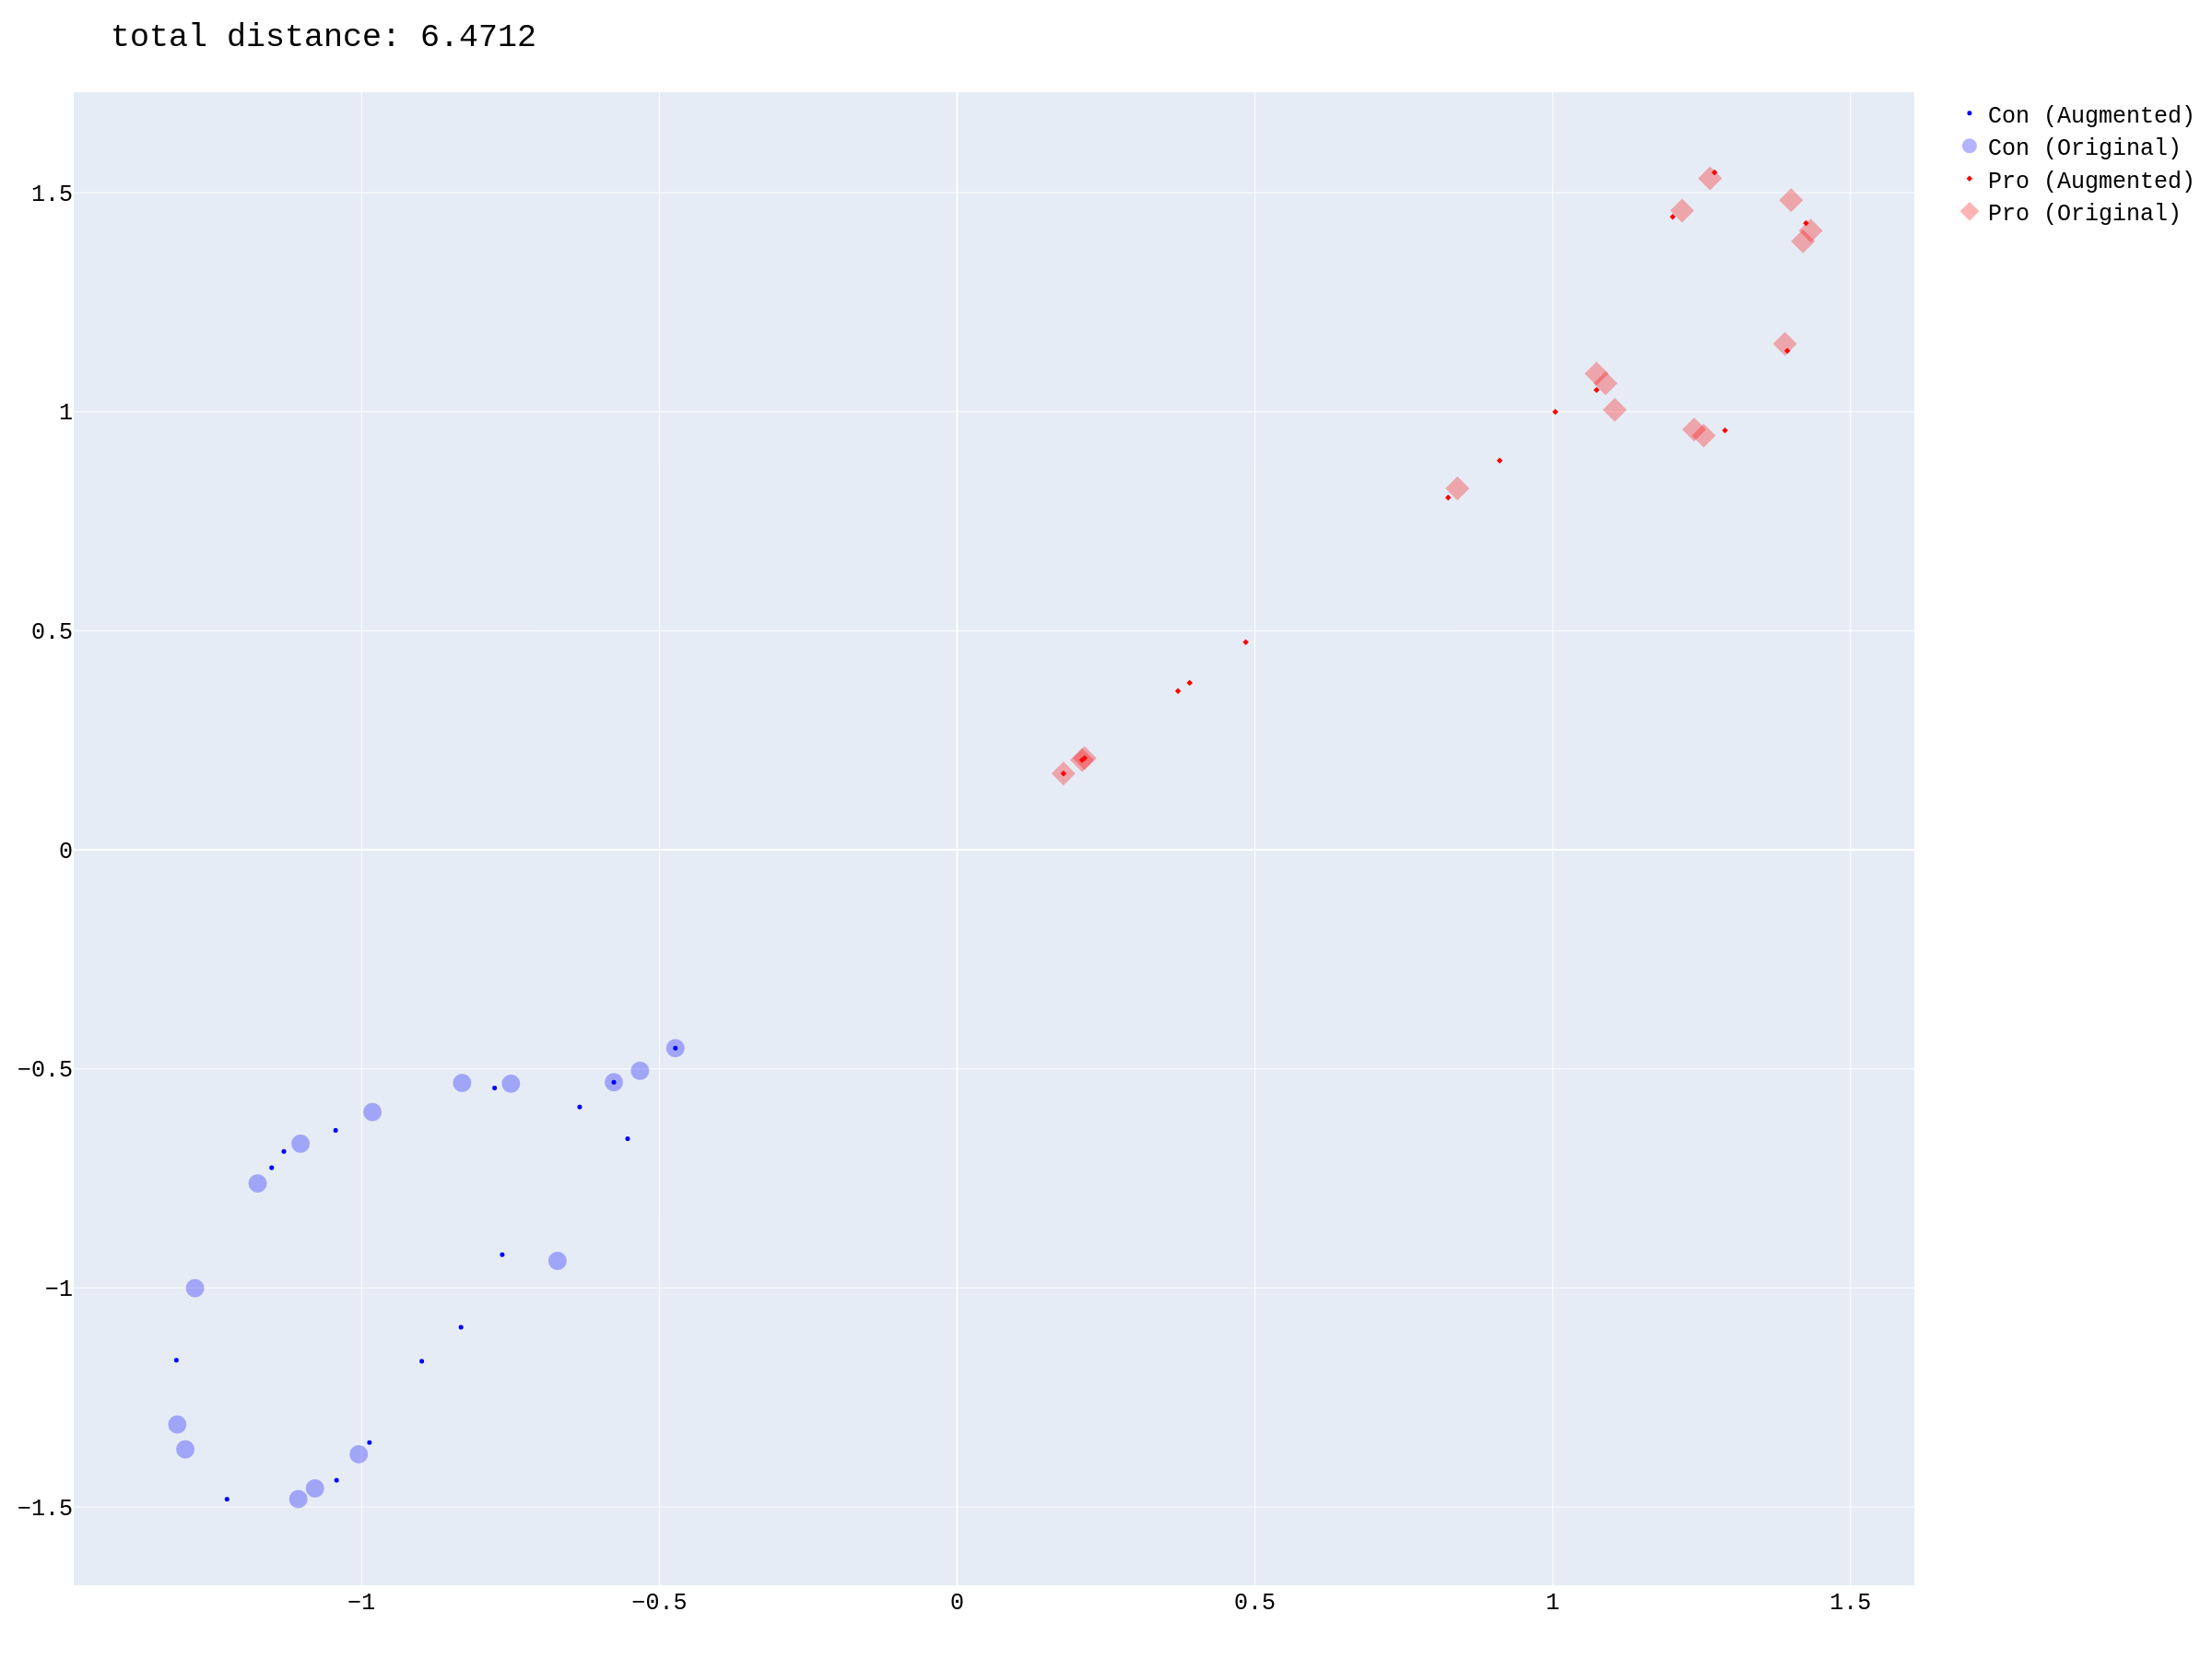 total distance: 6.4712
Con (Augmented)
Con (Original)
Pro (Augmented)
Pro (Original)
1.5
1
0.5
0
−0.5
−1
−1.5
−1
−0.5
0
0.5
1
1.5